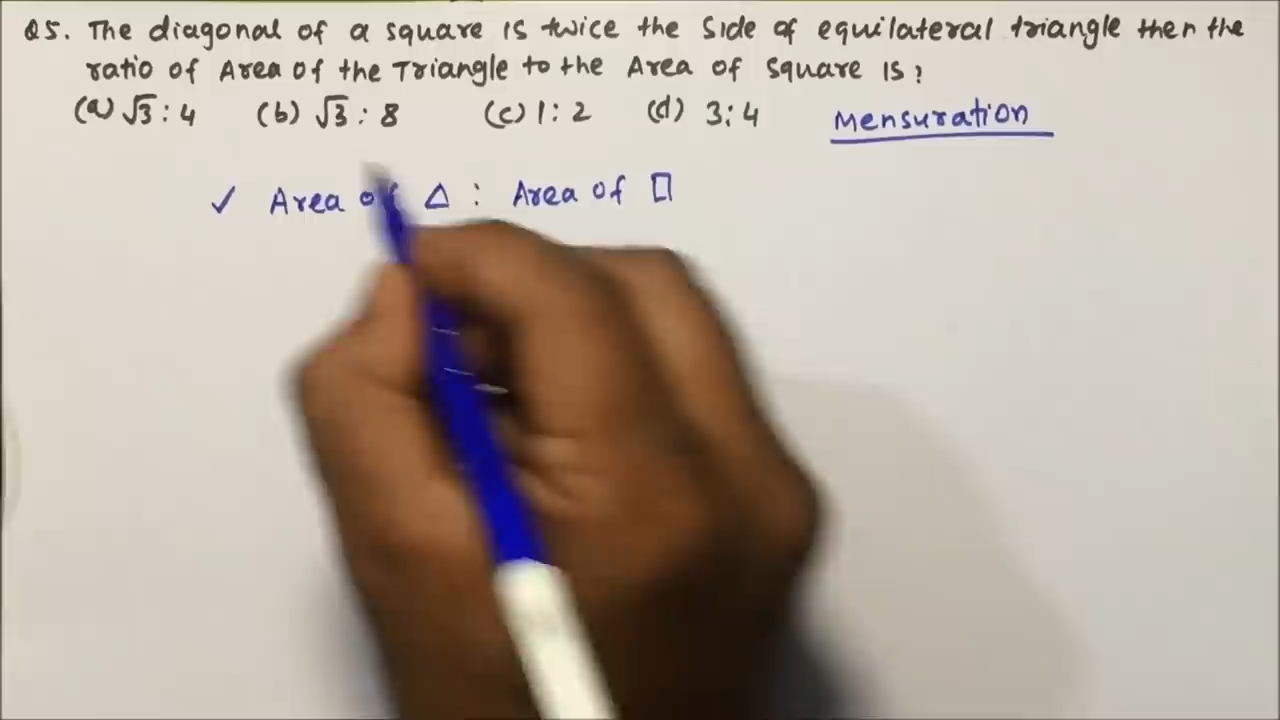 Q5. The diagonal of a square is twice the side of equilateral triangle then the
ratio of Area of the Triangle to the Area of square is?
(a) √3 : 4 (b) √3 : 8 (c) 1 : 2 (d) 3 : 4 Mensuration
✓ Area of △ : Area of □